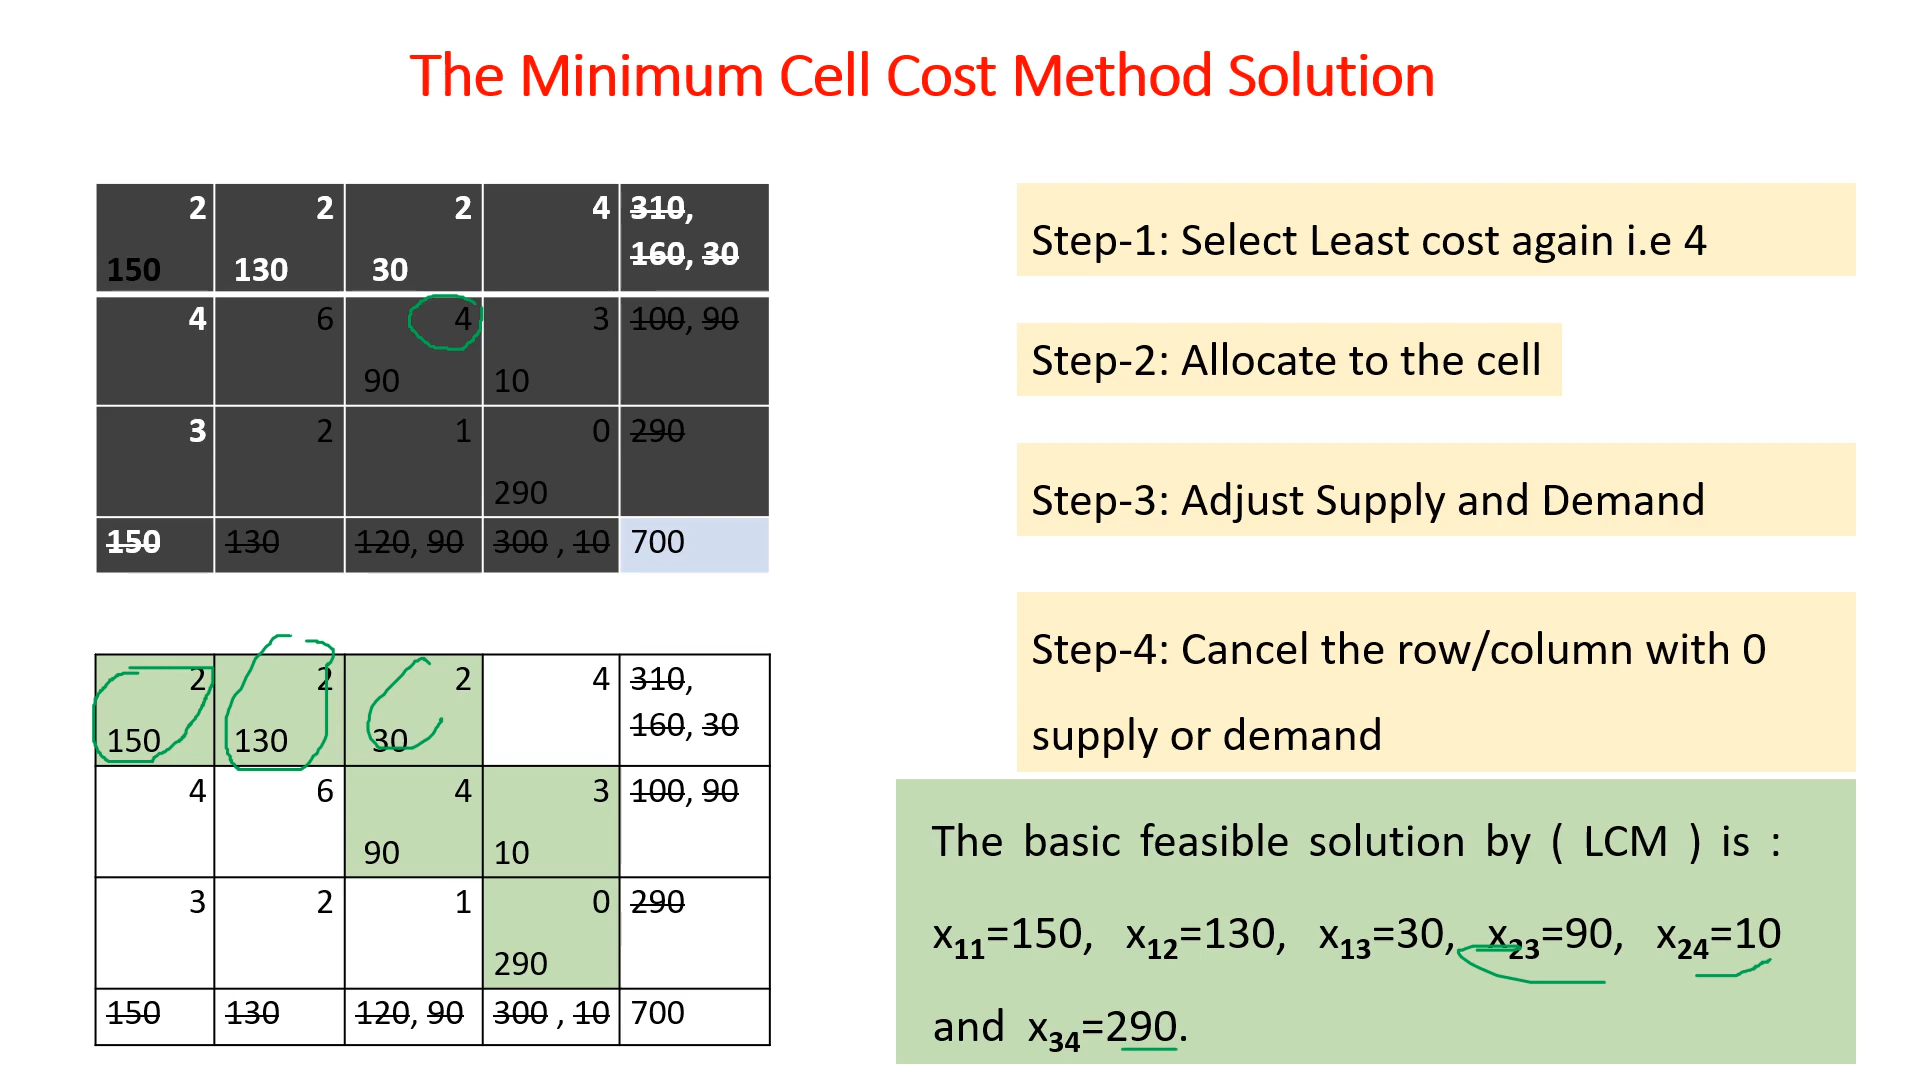 The Minimum Cell Cost Method Solution
2 2 2 4 310,
150 130 30 160, 30
4 6 4 3 100, 90
90 10
3 2 1 0 290
290
150 130 120, 90 300 , 10 700
2 2 2 4 310,
150 130 30 160, 30
4 6 4 3 100, 90
90 10
3 2 1 0 290
290
150 130 120, 90 300 , 10 700
Step-1: Select Least cost again i.e 4
Step-2: Allocate to the cell
Step-3: Adjust Supply and Demand
Step-4: Cancel the row/column with 0
supply or demand
The basic feasible solution by ( LCM ) is :
x11=150, x12=130, x13=30, x23=90, x24=10
and x34=290.